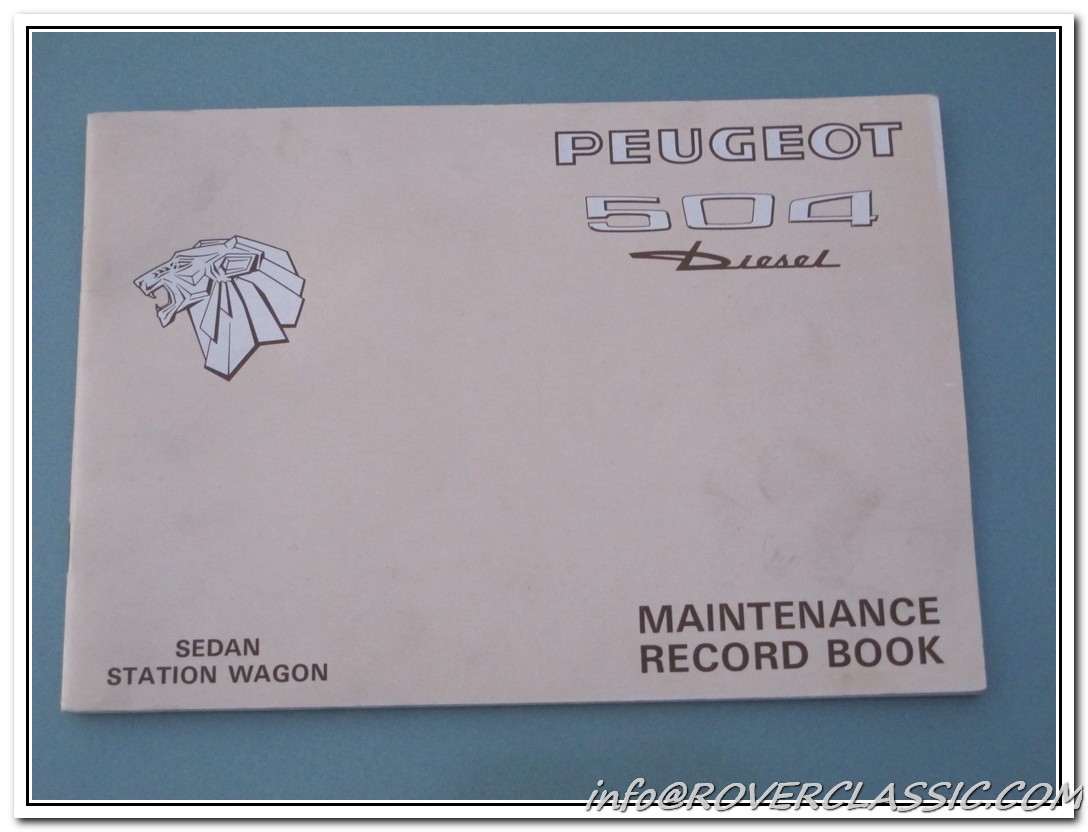 PEUGEOT
504
Diesel
SEDAN
STATION WAGON
MAINTENANCE
RECORD BOOK
info@ROVERCLASSIC.COM